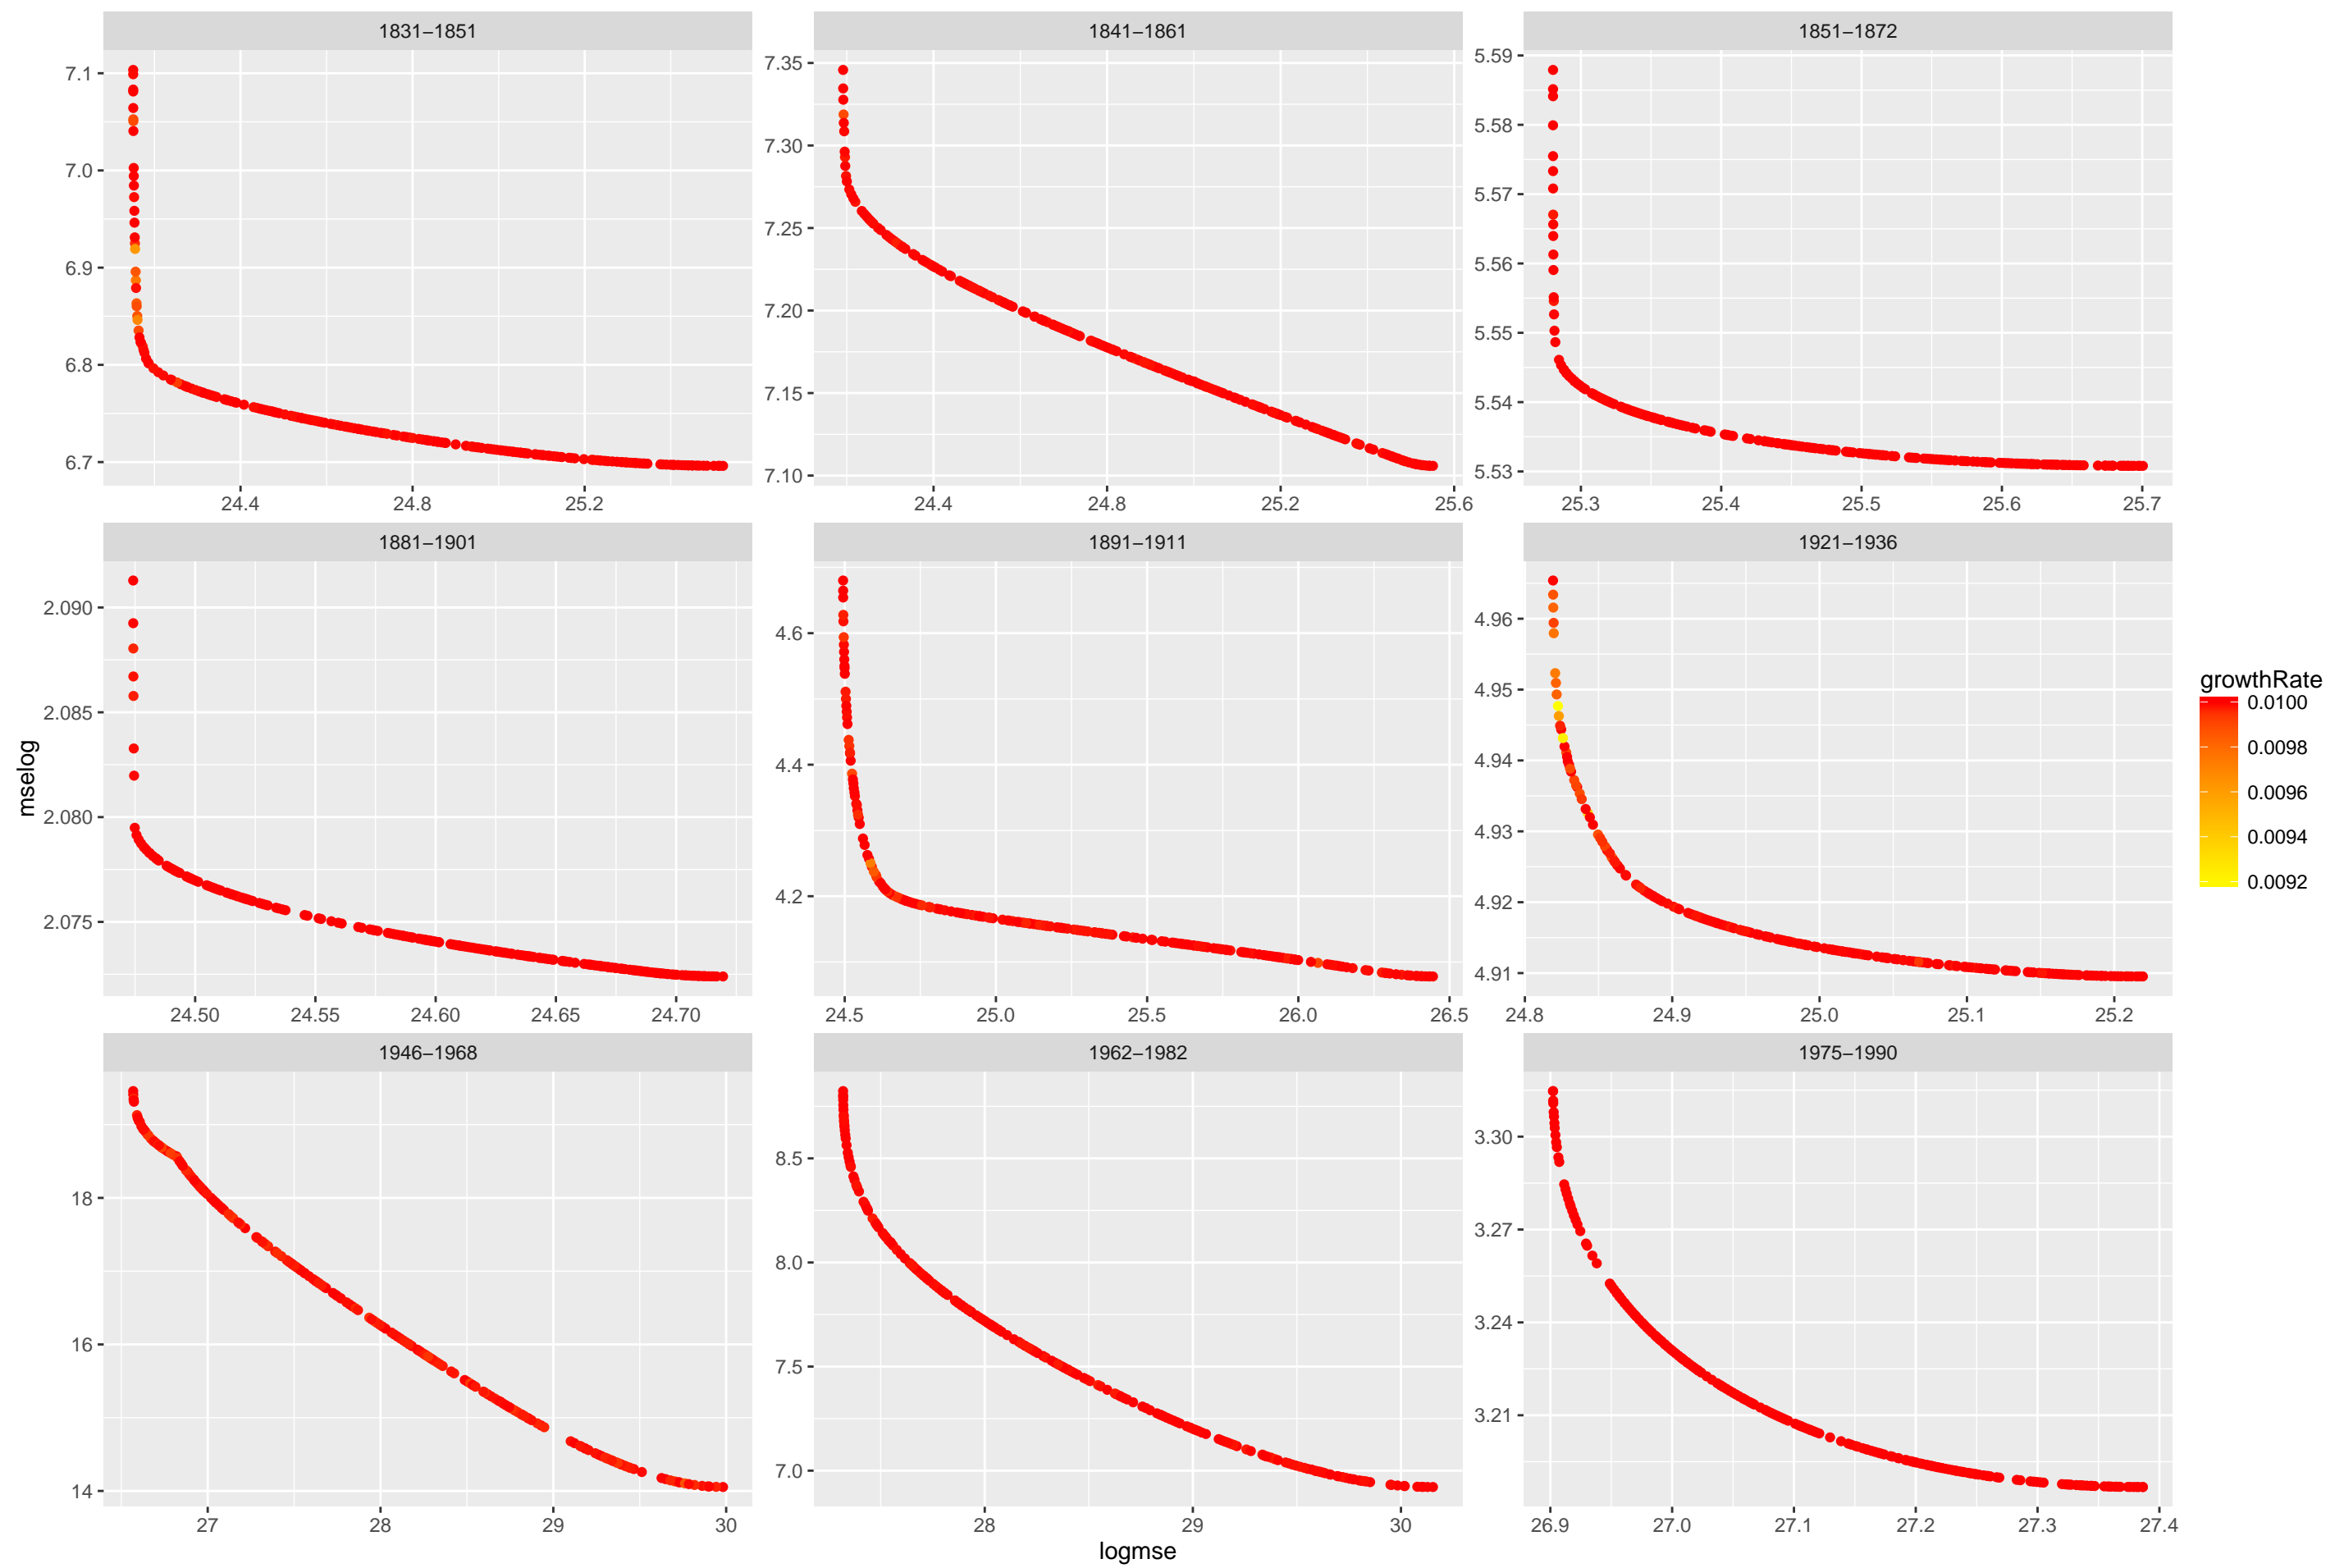 1831−1851 1841−1861 1851−1872
7.1 7.0 6.9 6.8 6.7
24.4 24.8 25.2
7.35 7.30 7.25 7.20 7.15 7.10
24.4 24.8 25.2 25.6
5.59 5.58 5.57 5.56 5.55 5.54 5.53
25.3 25.4 25.5 25.6 25.7
1881−1901 1891−1911 1921−1936
mselog
2.090 2.085 2.080 2.075
24.50 24.55 24.60 24.65 24.70
4.6 4.4 4.2
24.5 25.0 25.5 26.0 26.5
4.96 4.95 4.94 4.93 4.92 4.91
24.8 24.9 25.0 25.1 25.2
1946−1968 1962−1982 1975−1990
18 16 14
27 28 29 30
8.5 8.0 7.5 7.0
28 29 30
3.30 3.27 3.24 3.21
26.9 27.0 27.1 27.2 27.3 27.4
logmse
growthRate
0.0100
0.0098
0.0096
0.0094
0.0092